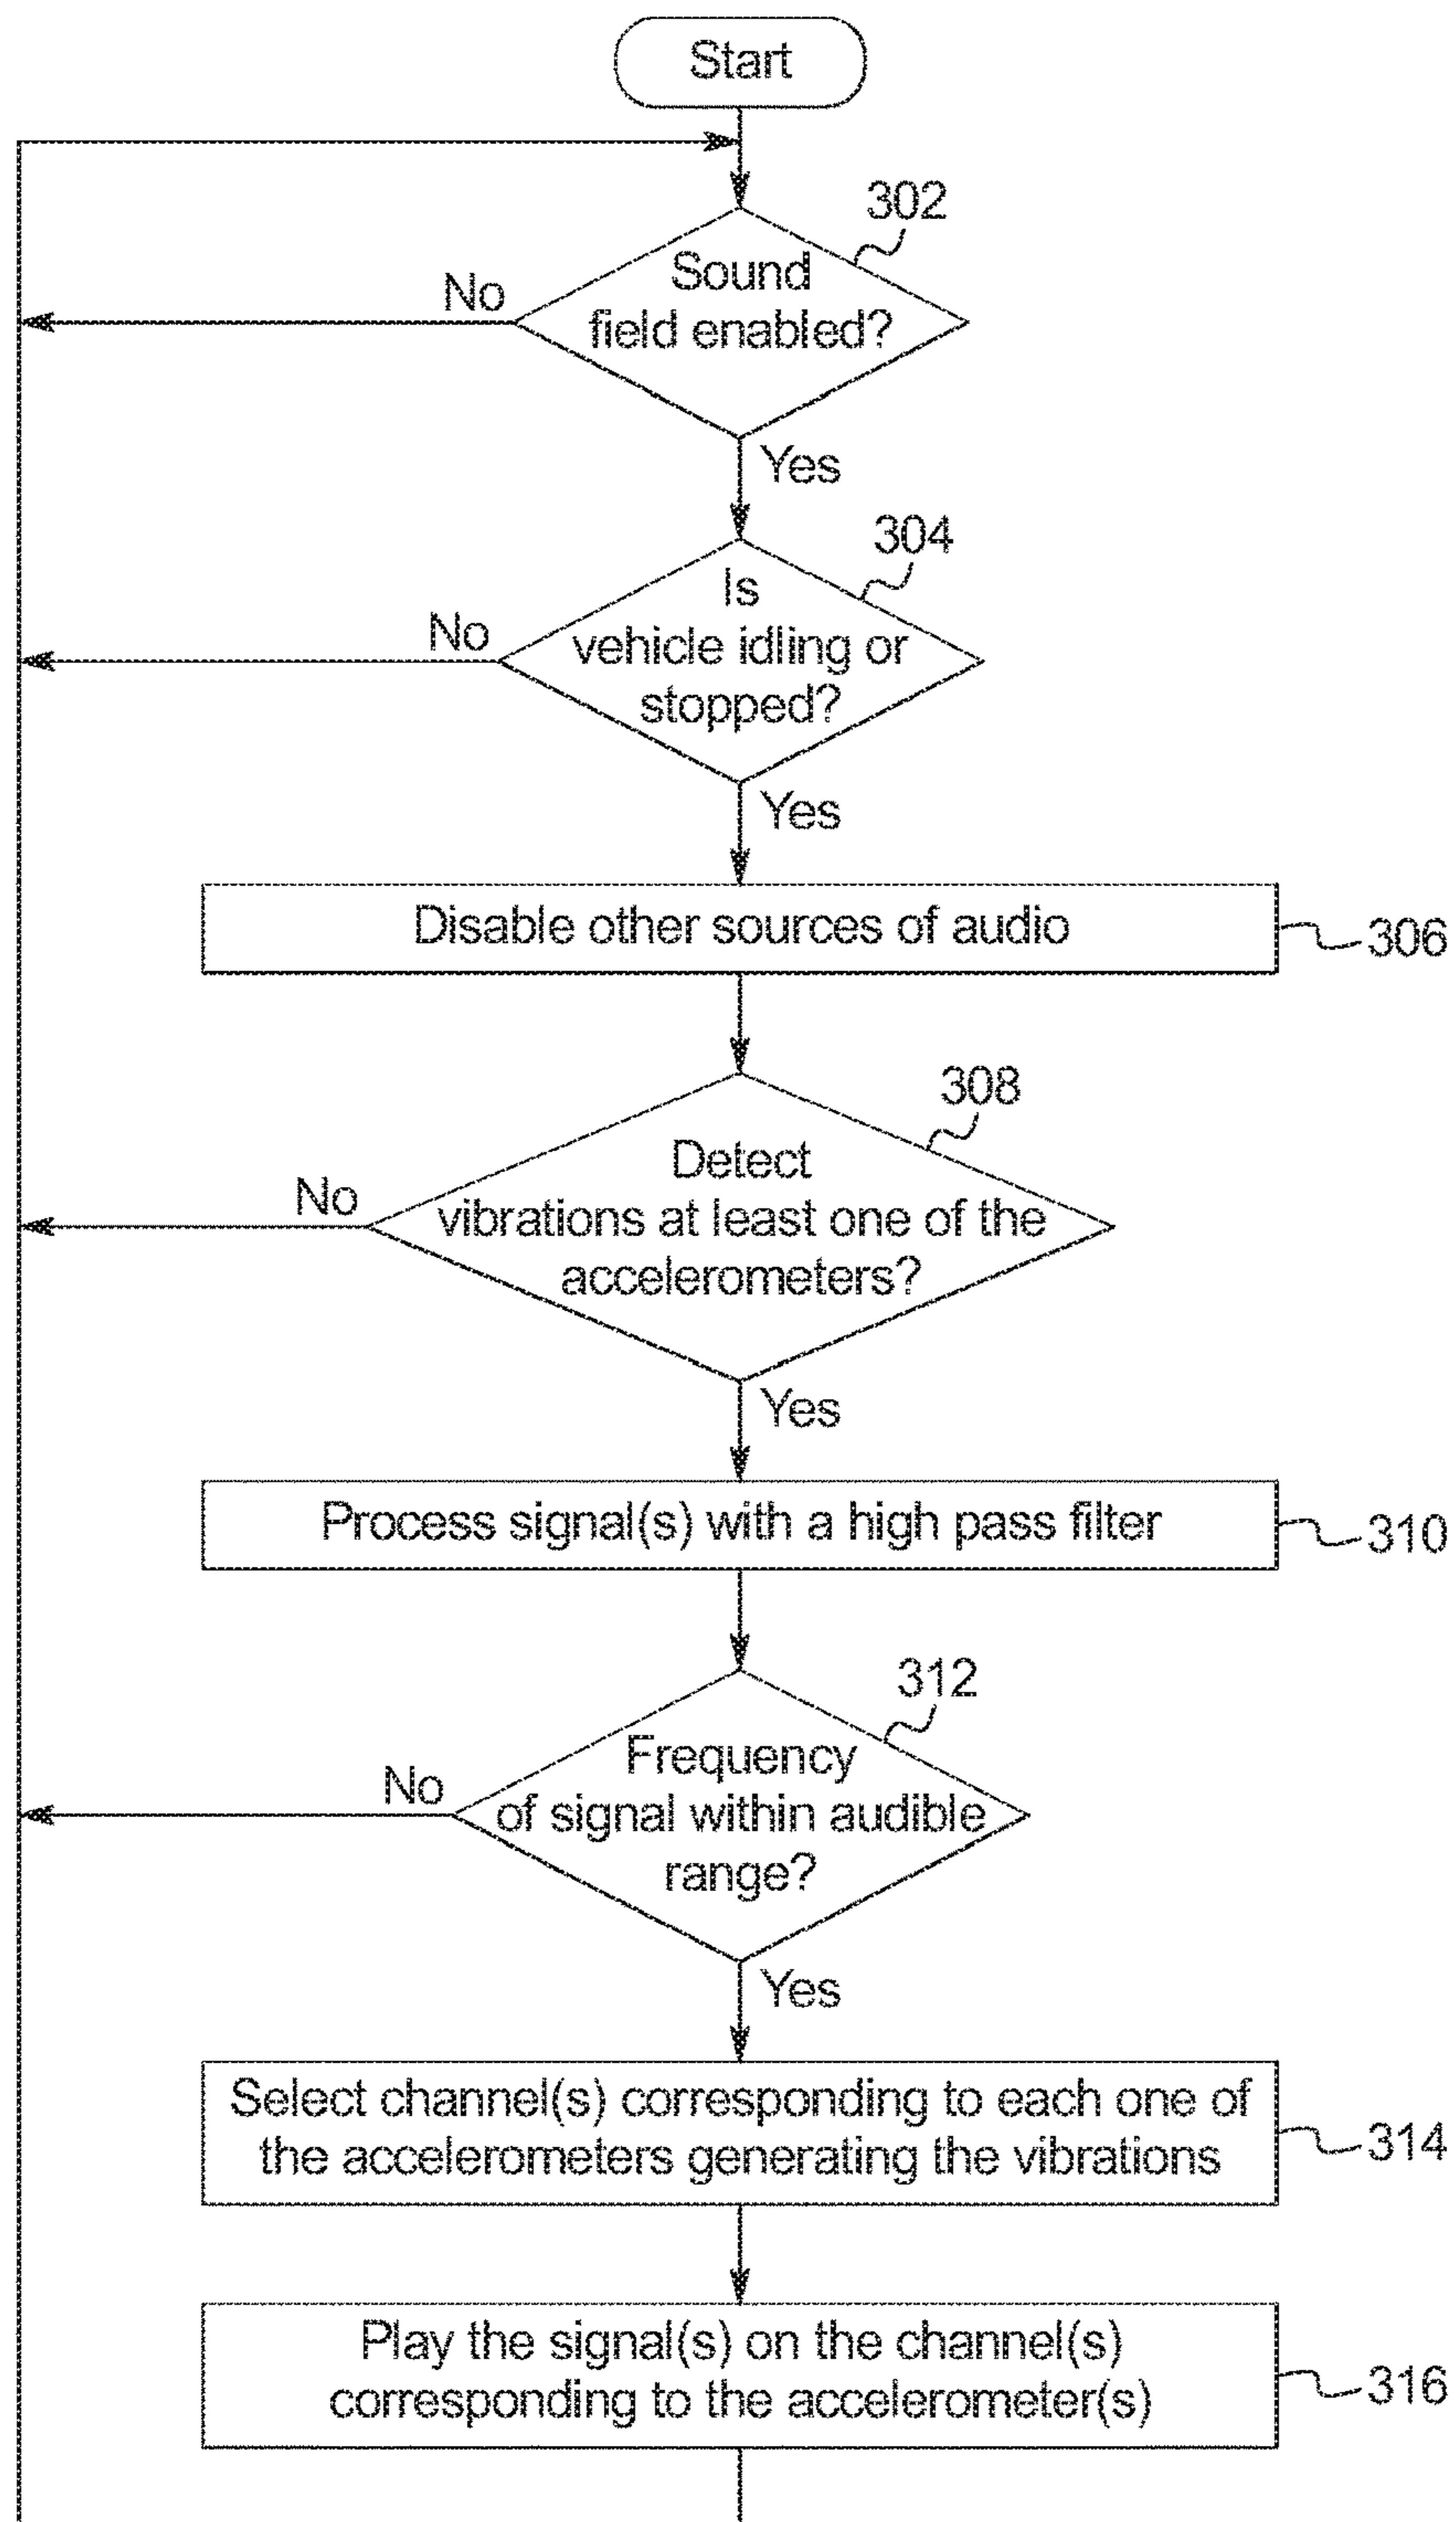 Start
302
Sound
field enabled?
No
Yes
304
Is
vehicle idling or
stopped?
No
Yes
Disable other sources of audio
306
308
Detect
vibrations at least one of the
accelerometers?
No
Yes
Process signal(s) with a high pass filter
310
312
Frequency
of signal within audible
range?
No
Yes
Select channel(s) corresponding to each one of
the accelerometers generating the vibrations
314
Play the signal(s) on the channel(s)
corresponding to the accelerometer(s)
316